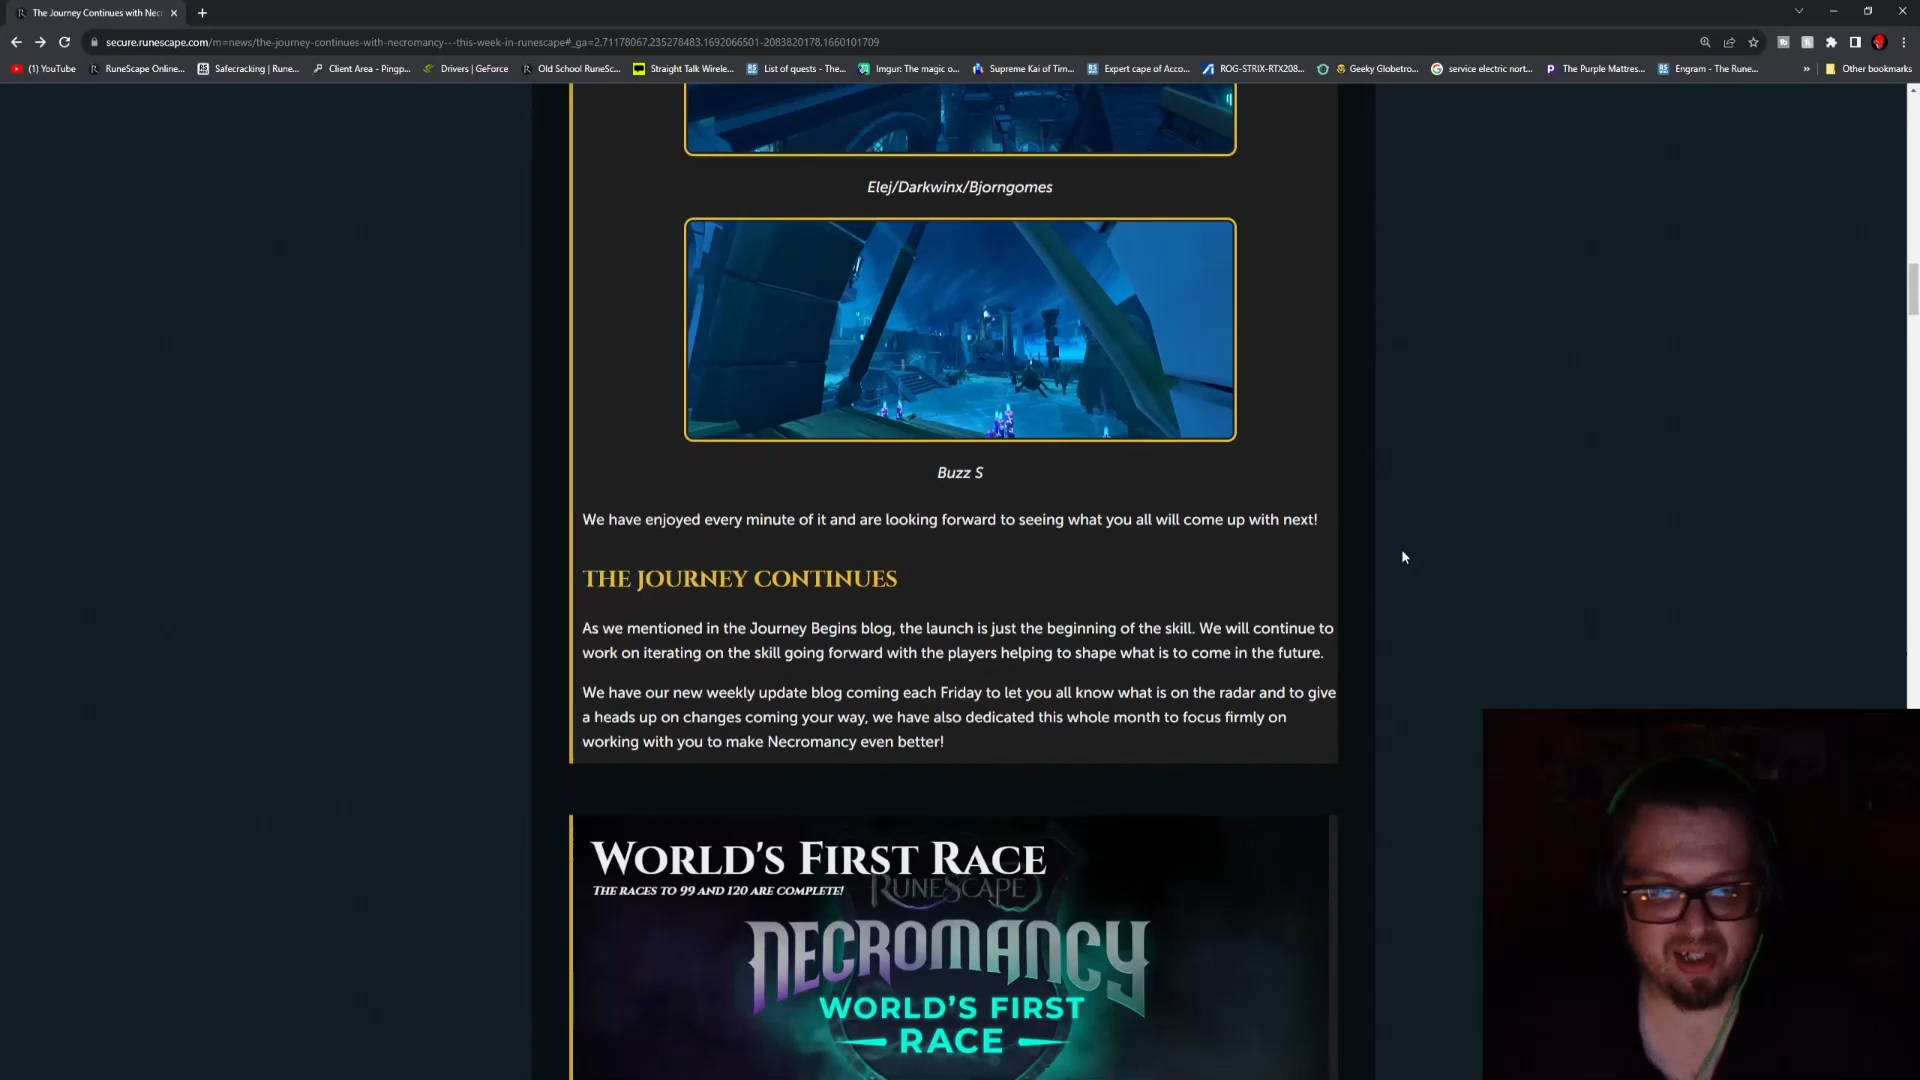 The Journey Continues with Necr
secure.runescape.com/m=news/the-journey-continues-with-necromancy---this-week-in-runescape#_ga=2.71178067.235278483.1692066501-2083820178.1660101709
(1) YouTube
RuneScape Online...
Safecracking | Rune...
Client Area - Pingp...
Drivers | GeForce
Old School RuneSc...
Straight Talk Wirele...
List of quests - The...
Imgur: The magic o...
Supreme Kai of Tim...
Expert cape of Acco...
ROG-STRIX-RTX208...
Geeky Globetro...
service electric nort...
The Purple Mattres...
Engram - The Rune...
»
Other bookmarks
Elej/Darkwinx/Bjorngomes
Buzz S
We have enjoyed every minute of it and are looking forward to seeing what you all will come up with next!
THE JOURNEY CONTINUES
As we mentioned in the Journey Begins blog, the launch is just the beginning of the skill. We will continue to
work on iterating on the skill going forward with the players helping to shape what is to come in the future.
We have our new weekly update blog coming each Friday to let you all know what is on the radar and to give
a heads up on changes coming your way, we have also dedicated this whole month to focus firmly on
working with you to make Necromancy even better!
WORLD'S FIRST RACE
THE RACES TO 99 AND 120 ARE COMPLETE!
RUNESCAPE
NECROMANCY
WORLD'S FIRST
RACE